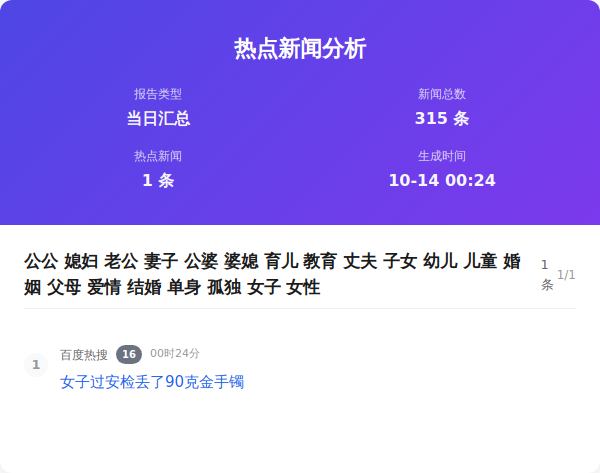 热点新闻分析
报告类型
新闻总数
当日汇总
315 条
热点新闻
生成时间
1 条
10-14 00:24
公公 媳妇 老公 妻子 公婆 婆媳 育儿 教育 丈夫 子女 幼儿 儿童 婚
姻 父母 爱情 结婚 单身 孤独 女子 女性
1
条
1/1
1
百度热搜 16 00时24分
女子过安检丢了90克金手镯